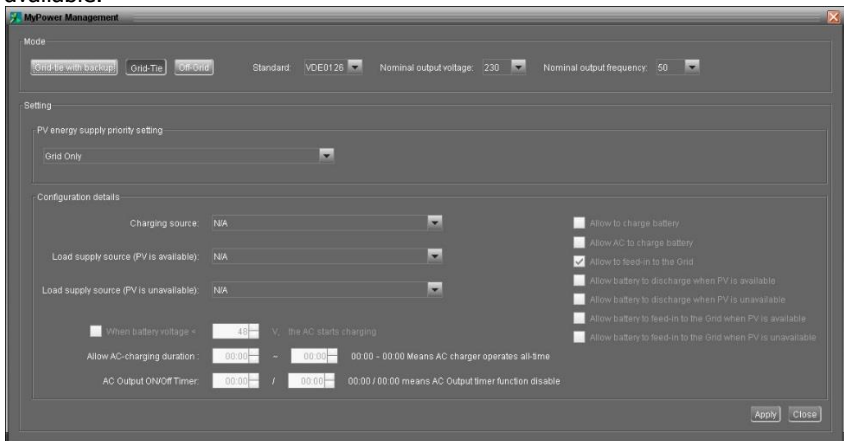 available.
MyPower Management
Mode
Grid-tie with backup Grid-Tie Off-Grid Standard: VDE0126 Nominal output voltage: 230 Nominal output frequency: 50
Setting
PV energy supply priority setting
Grid Only
Configuration details
Charging source: N/A
Load supply source (PV is available): N/A
Load supply source (PV is unavailable): N/A
When battery voltage < 48 V, the AC starts charging
Allow AC-charging duration : 00:00 ~ 00:00 00:00 ~ 00:00 Means AC charger operates all-time
AC Output ON/Off Timer: 00:00 / 00:00 00:00 / 00:00 means AC Output timer function disable
Allow to charge battery
Allow AC to charge battery
Allow to feed-in to the Grid
Allow battery to discharge when PV is available
Allow battery to discharge when PV is unavailable
Allow battery to feed-in to the Grid when PV is available
Allow battery to feed-in to the Grid when PV is unavailable
Apply Close